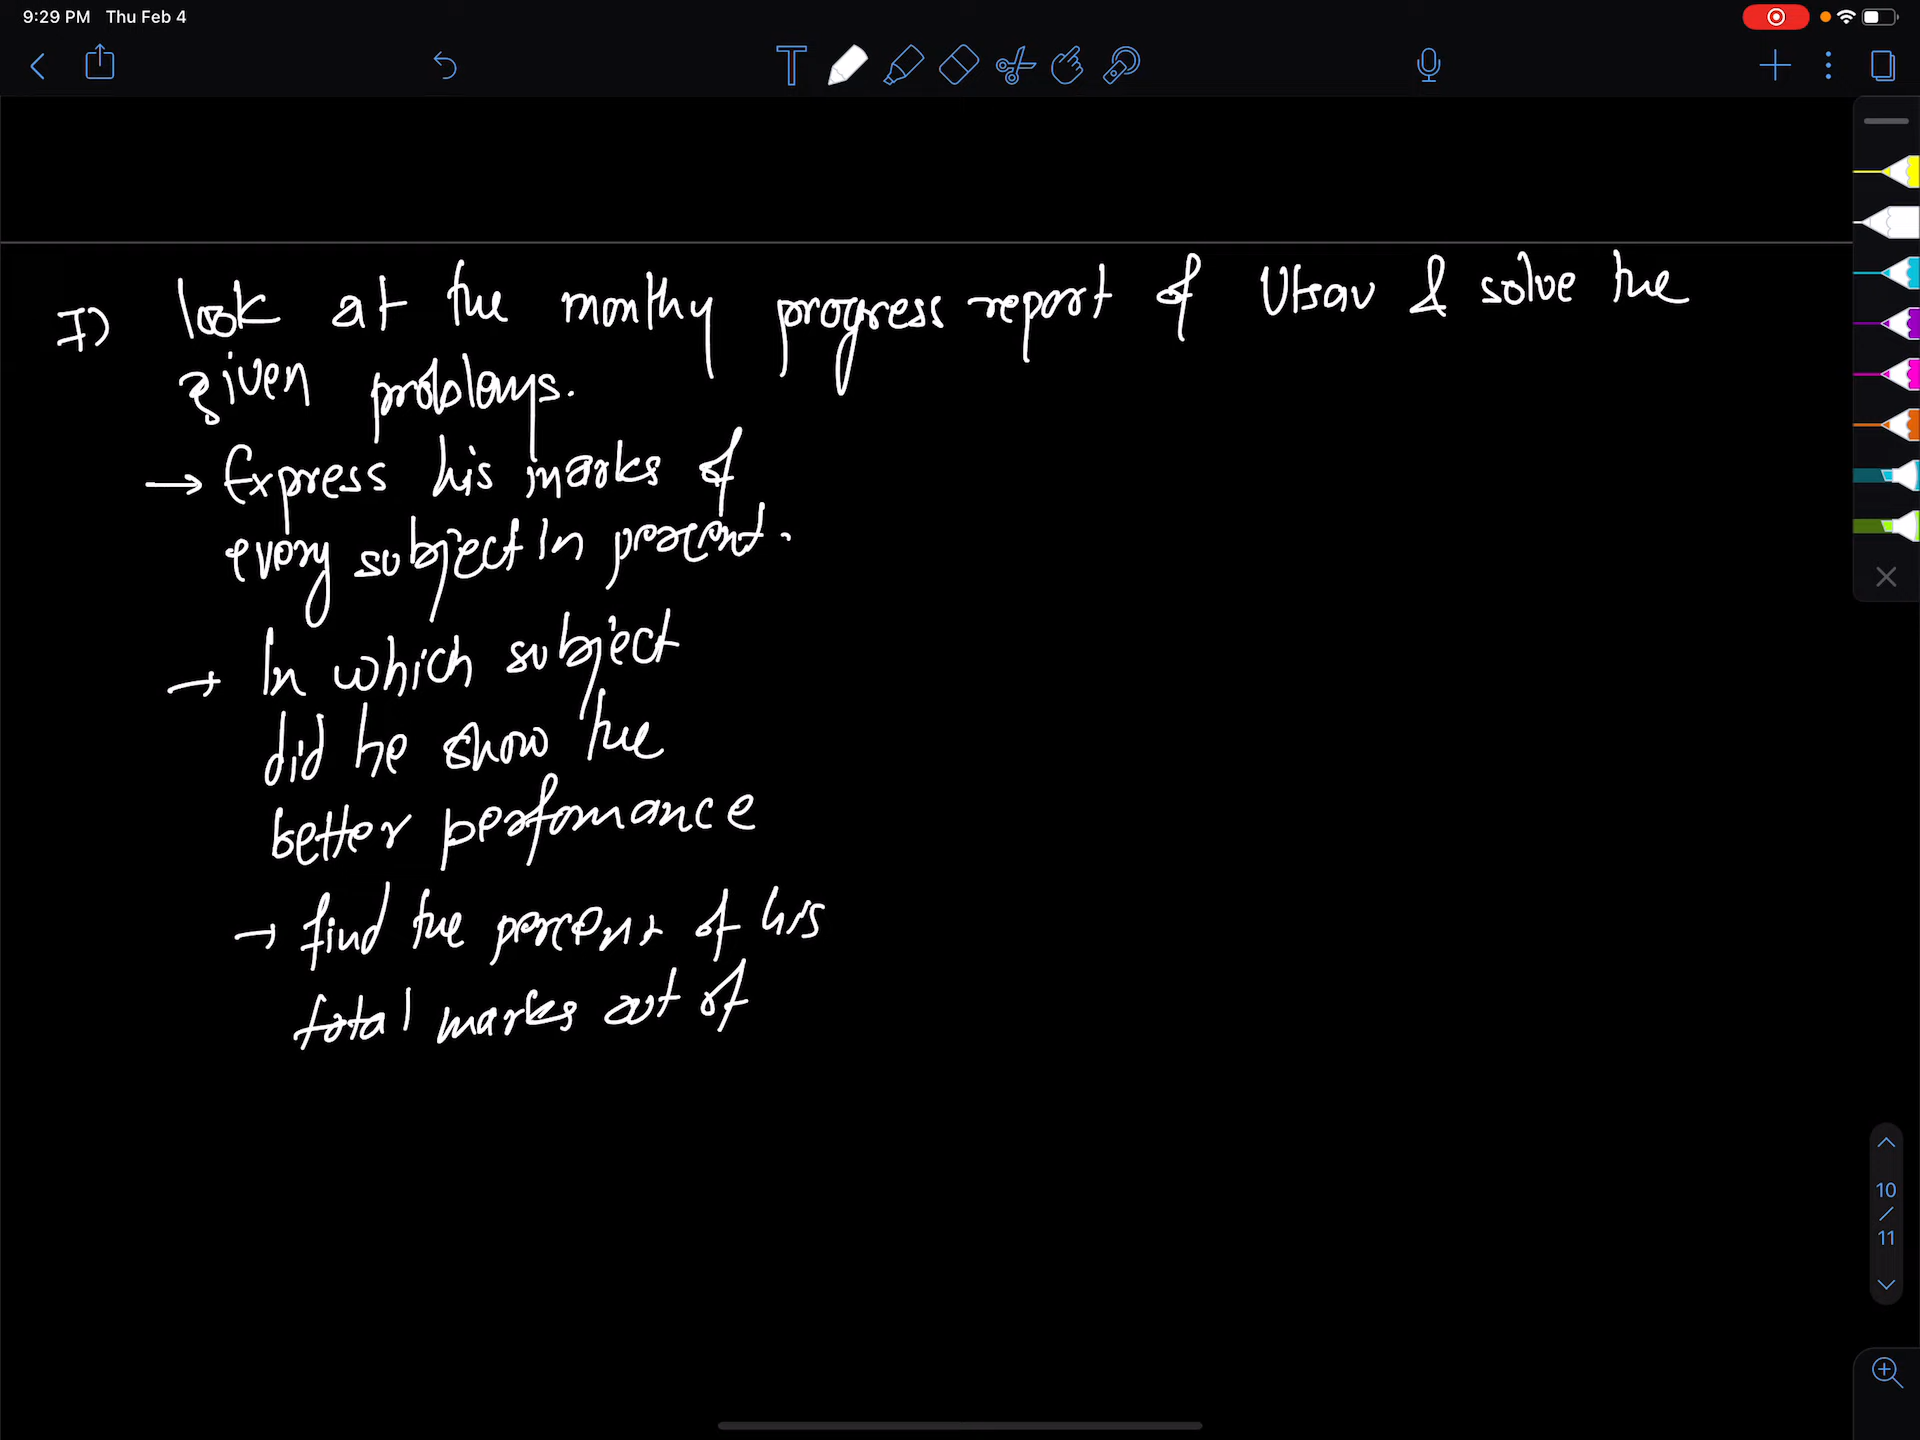 9:29 PM Thu Feb 4
I) look at the monthy progress report of Utsav & solve the
given problems.
→ Express his marks of
every subject in percent.
→ In which subject
did he show the
better perfomance
→ find the percent of his
total marks out of
10
/
11